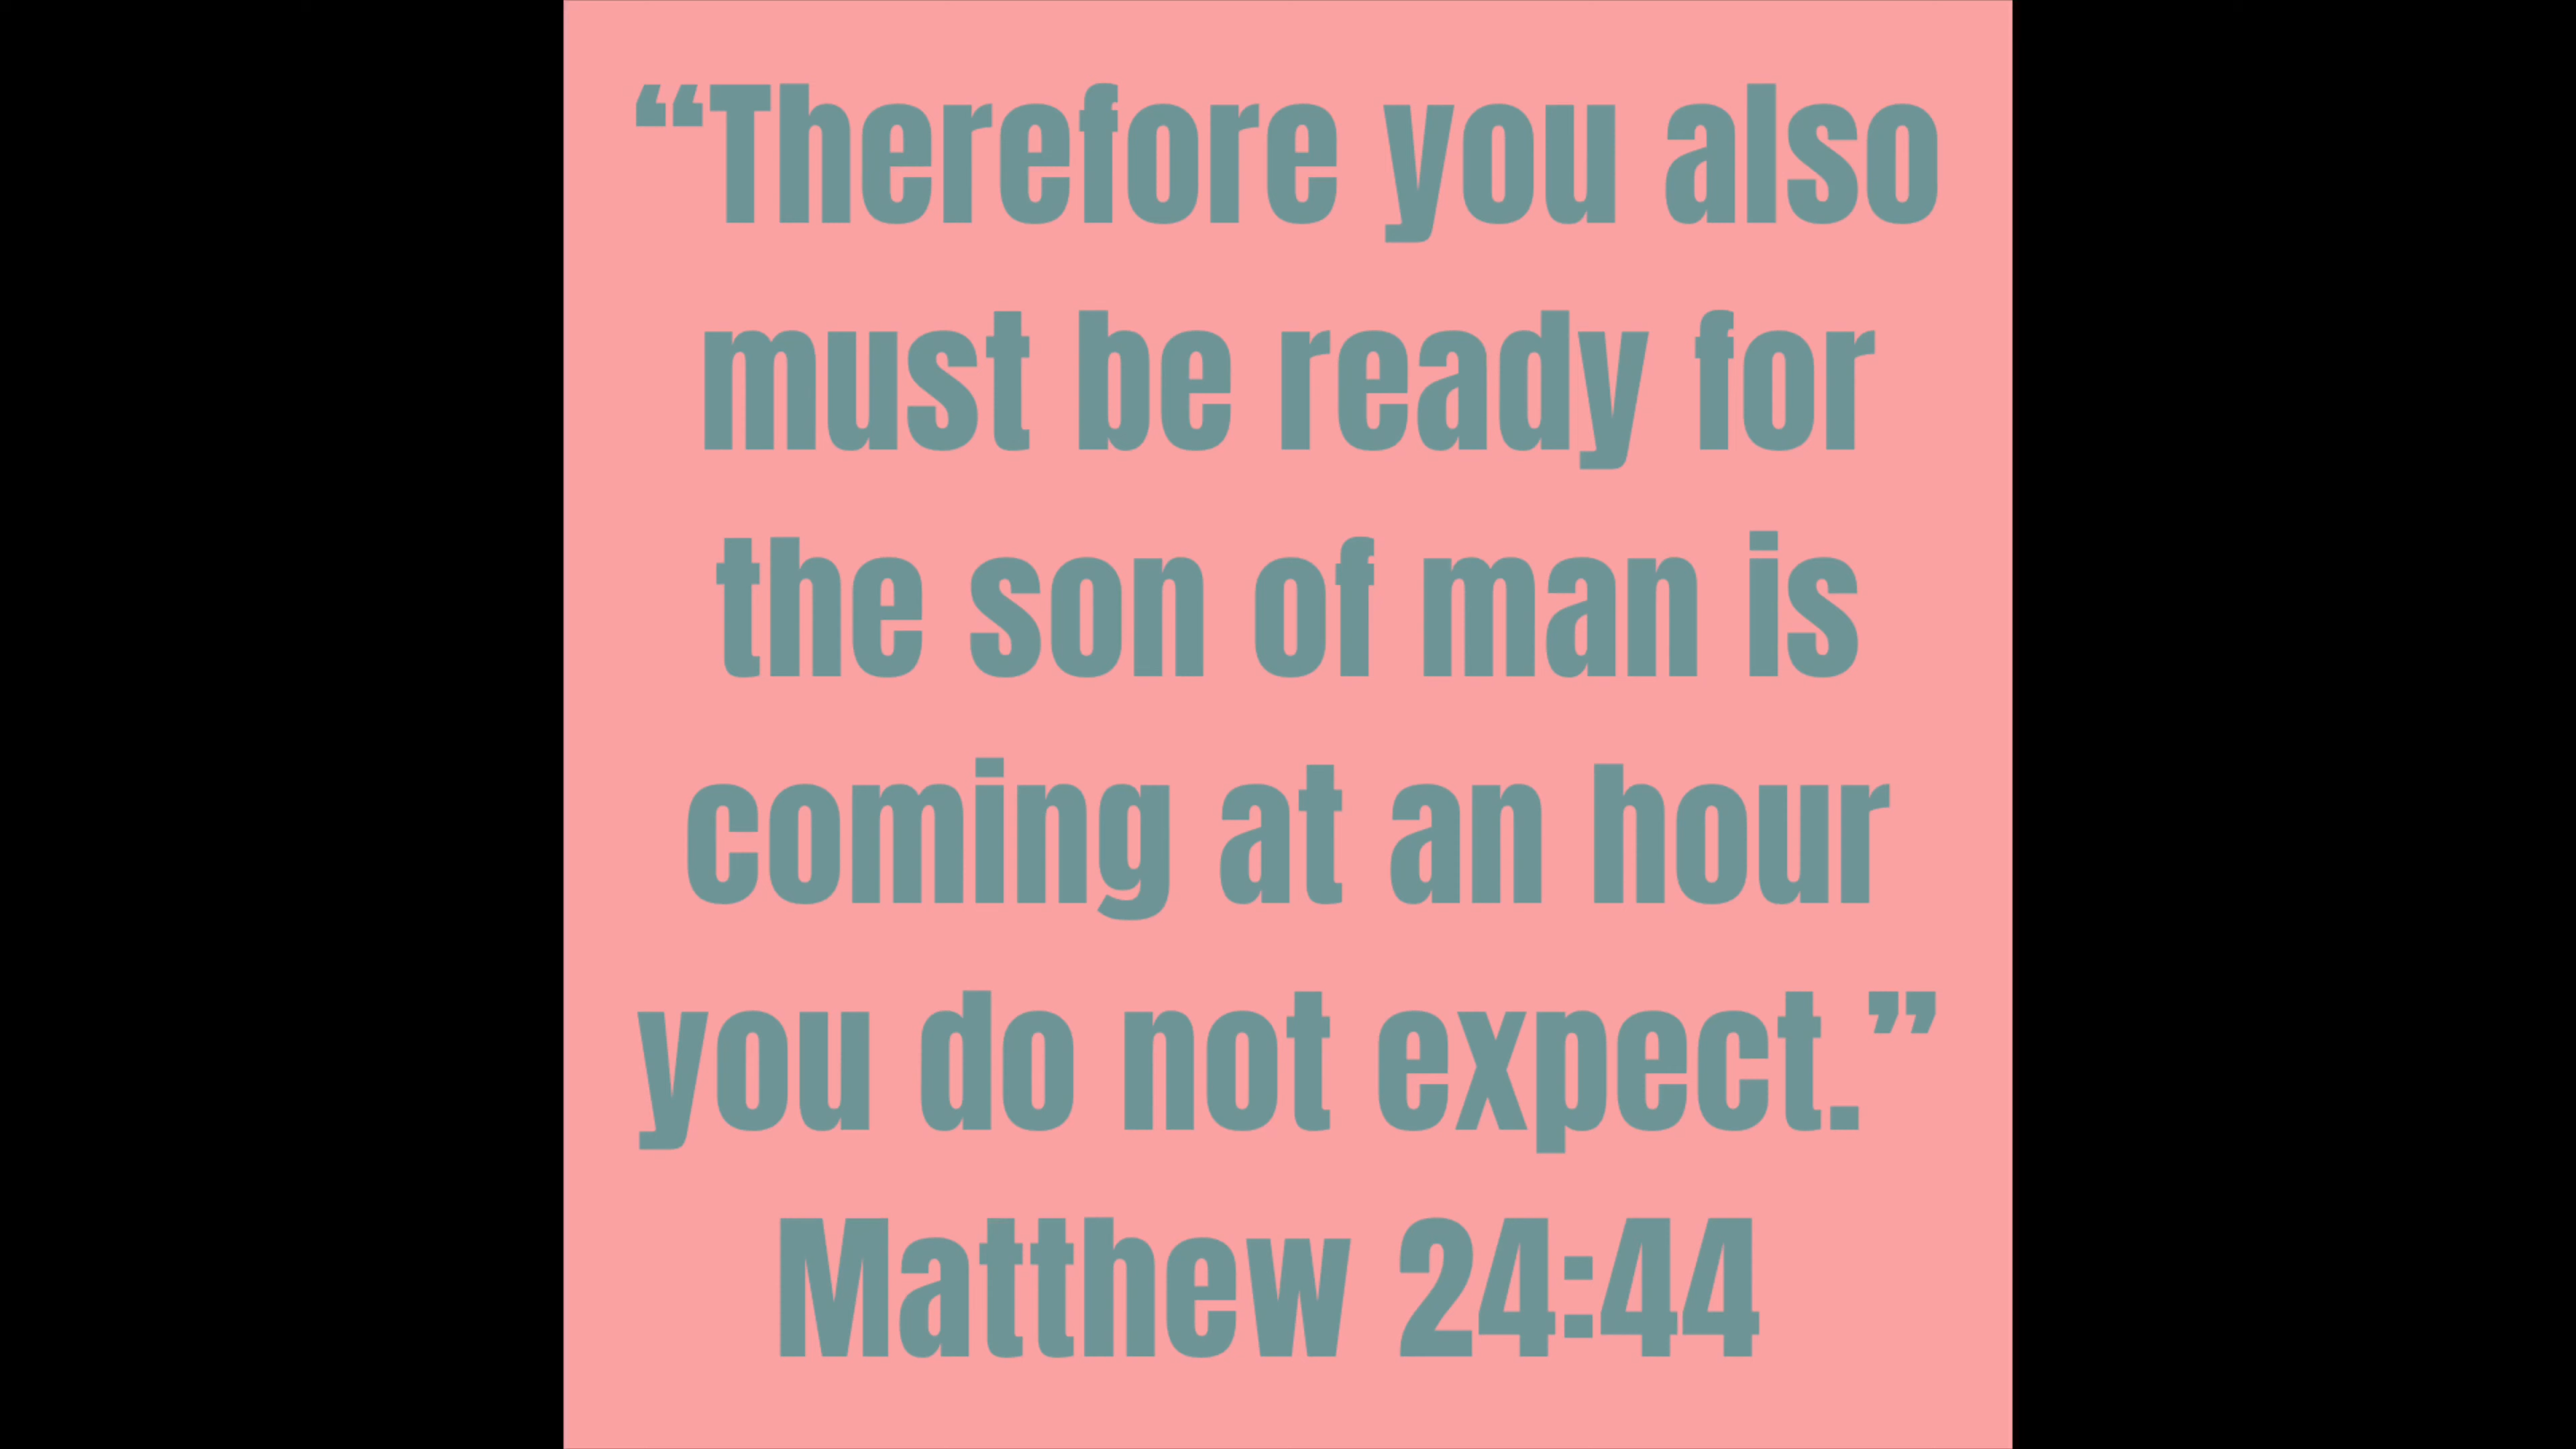 “Therefore you also
must be ready for
the son of man is
coming at an hour
you do not expect.”
Matthew 24:44